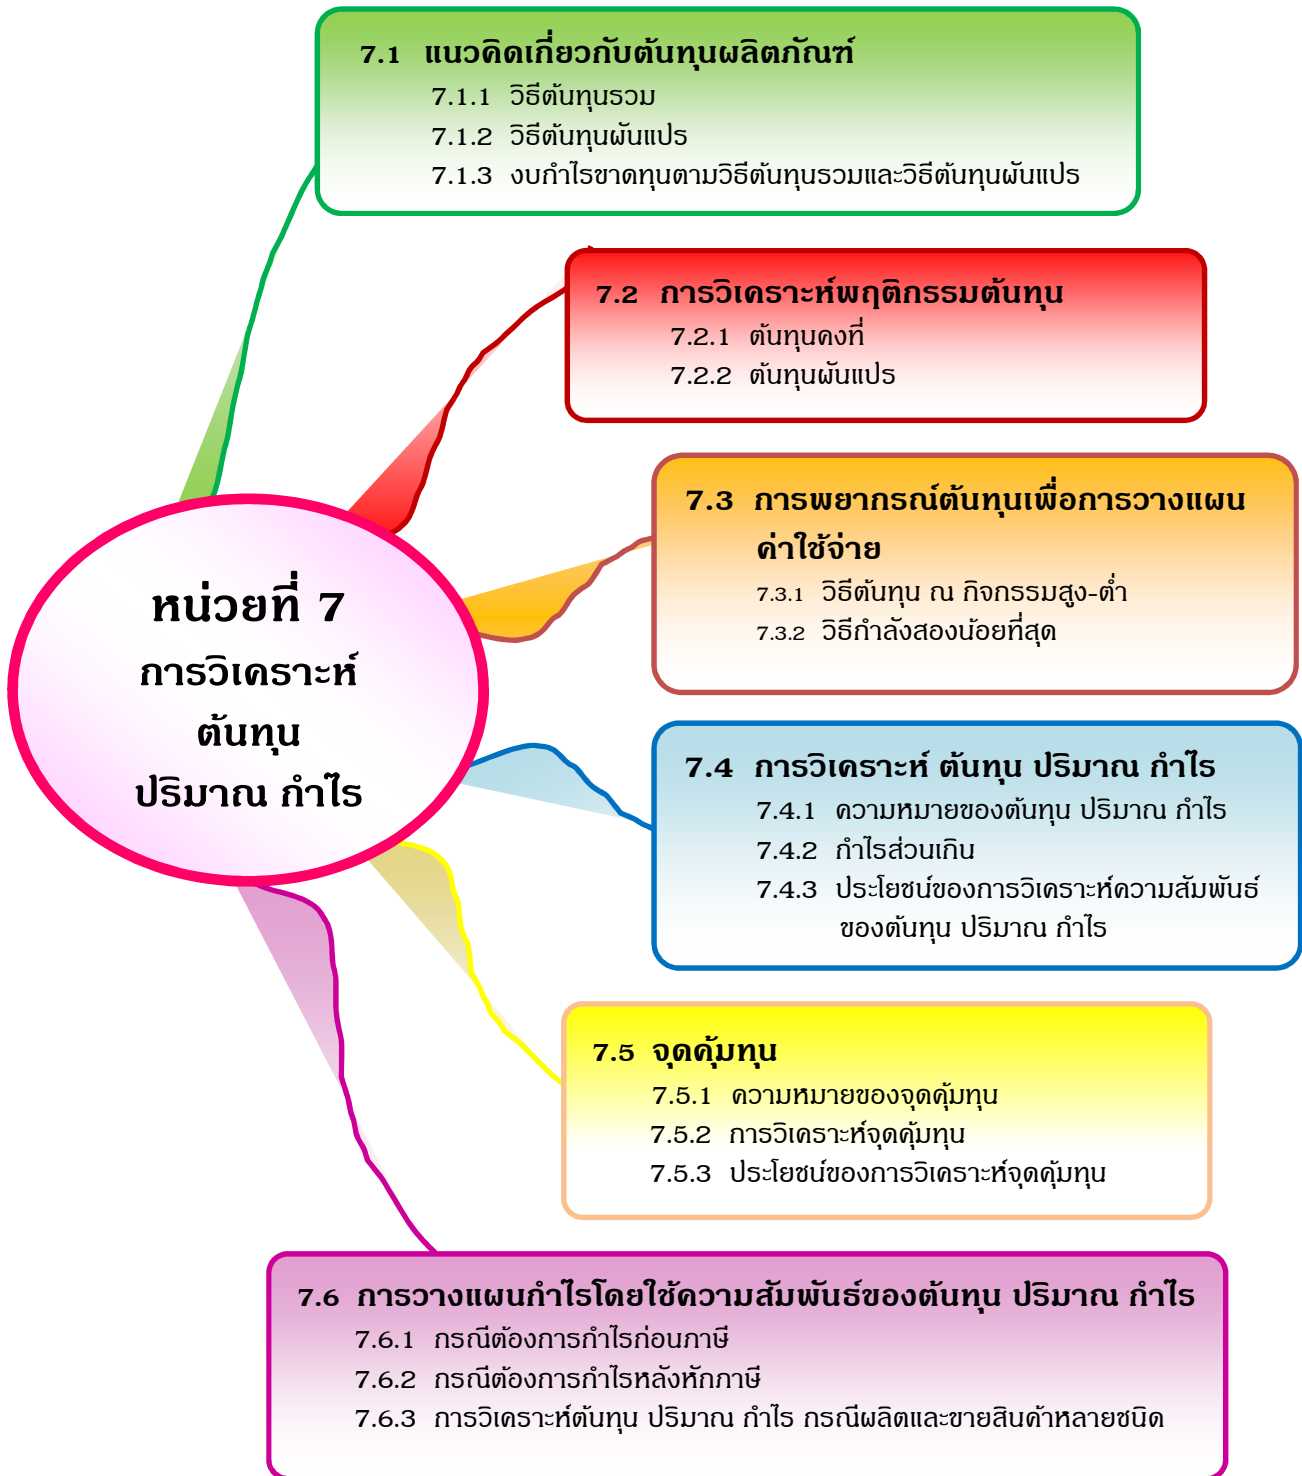 7.1 แนวคิดเกี่ยวกับต้นทุนผลิตภัณฑ์
7.1.1 วิธีต้นทุนรวม
7.1.2 วิธีต้นทุนผันแปร
7.1.3 งบกำไรขาดทุนตามวิธีต้นทุนรวมและวิธีต้นทุนผันแปร
7.2 การวิเคราะห์พฤติกรรมต้นทุน
7.2.1 ต้นทุนคงที่
7.2.2 ต้นทุนผันแปร
7.3 การพยากรณ์ต้นทุนเพื่อการวางแผน
ค่าใช้จ่าย
7.3.1 วิธีต้นทุน ณ กิจกรรมสูง-ต่ำ
7.3.2 วิธีกำลังสองน้อยที่สุด
หน่วยที่ 7
การวิเคราะห์
ต้นทุน
ปริมาณ กำไร
7.4 การวิเคราะห์ ต้นทุน ปริมาณ กำไร
7.4.1 ความหมายของต้นทุน ปริมาณ กำไร
7.4.2 กำไรส่วนเกิน
7.4.3 ประโยชน์ของการวิเคราะห์ความสัมพันธ์
ของต้นทุน ปริมาณ กำไร
7.5 จุดคุ้มทุน
7.5.1 ความหมายของจุดคุ้มทุน
7.5.2 การวิเคราะห์จุดคุ้มทุน
7.5.3 ประโยชน์ของการวิเคราะห์จุดคุ้มทุน
7.6 การวางแผนกำไรโดยใช้ความสัมพันธ์ของต้นทุน ปริมาณ กำไร
7.6.1 กรณีต้องการกำไรก่อนภาษี
7.6.2 กรณีต้องการกำไรหลังหักภาษี
7.6.3 การวิเคราะห์ต้นทุน ปริมาณ กำไร กรณีผลิตและขายสินค้าหลายชนิด